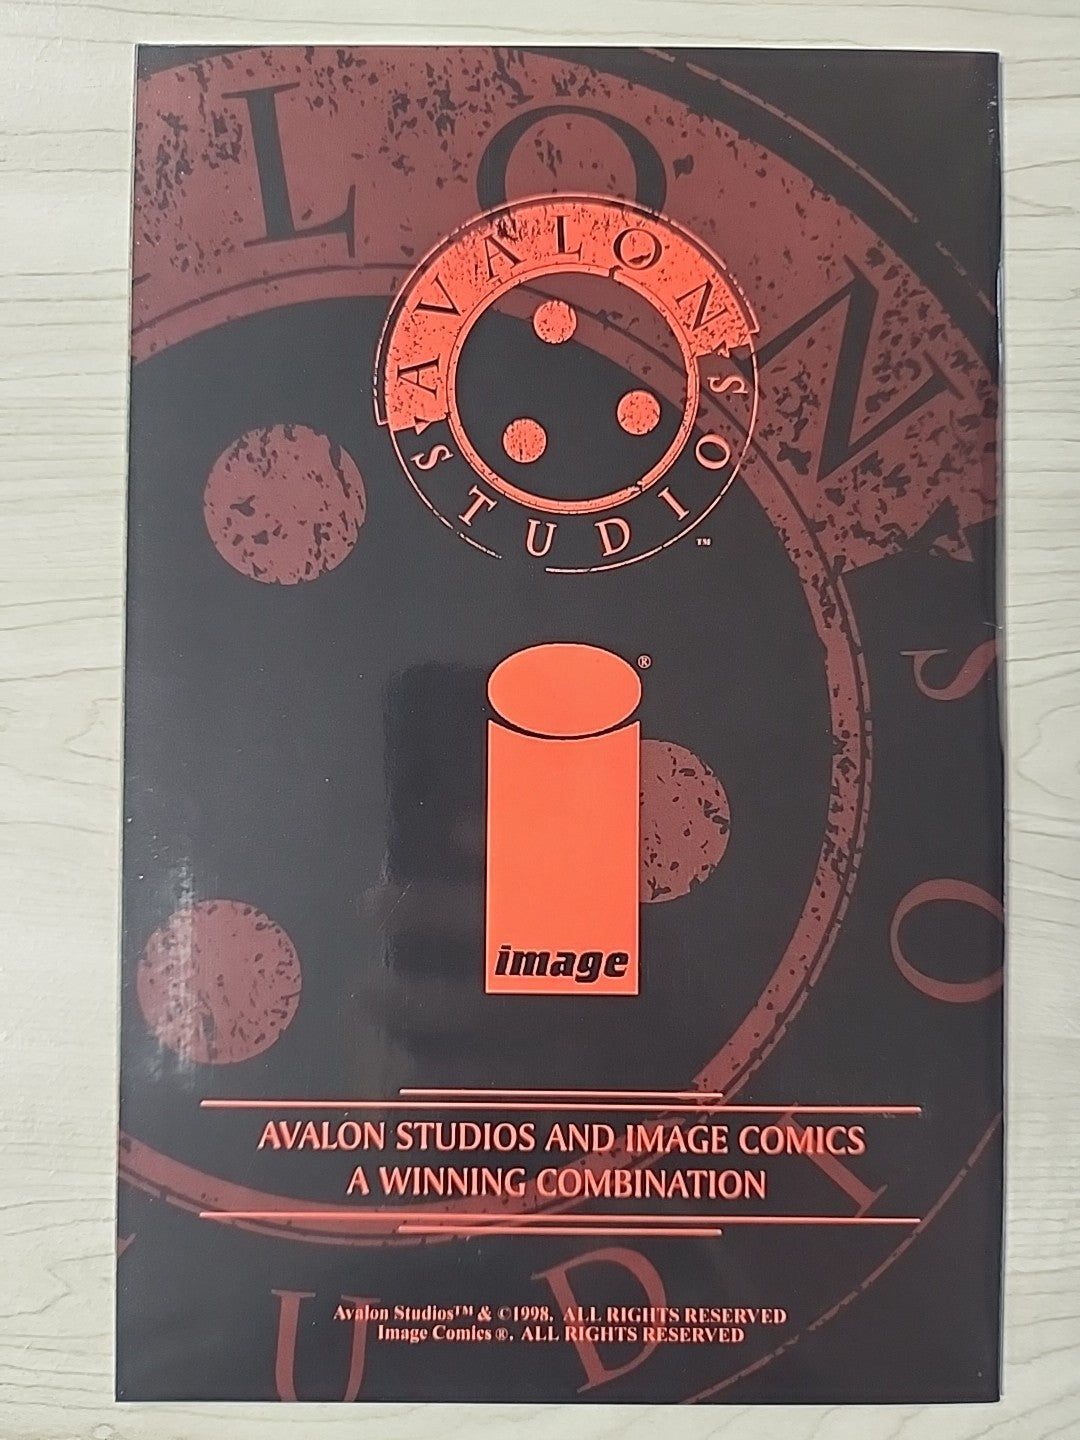 AVALON
STUDIOS
™
®
image
AVALON STUDIOS AND IMAGE COMICS
A WINNING COMBINATION
Avalon Studios™ & ©1998, ALL RIGHTS RESERVED
Image Comics ®, ALL RIGHTS RESERVED
L O N
S O I D U